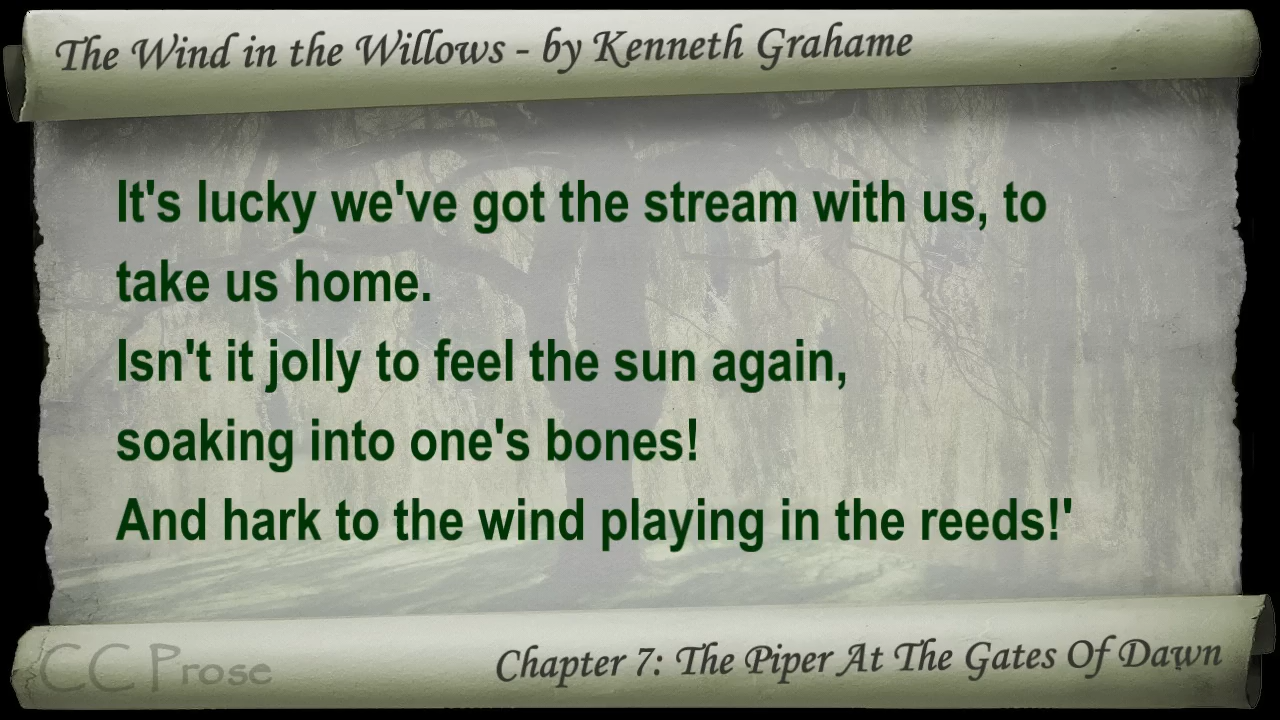 The Wind in the Willows - by Kenneth Grahame
It's lucky we've got the stream with us, to
take us home.
Isn't it jolly to feel the sun again,
soaking into one's bones!
And hark to the wind playing in the reeds!'
CC Prose
Chapter 7: The Piper At The Gates Of Dawn